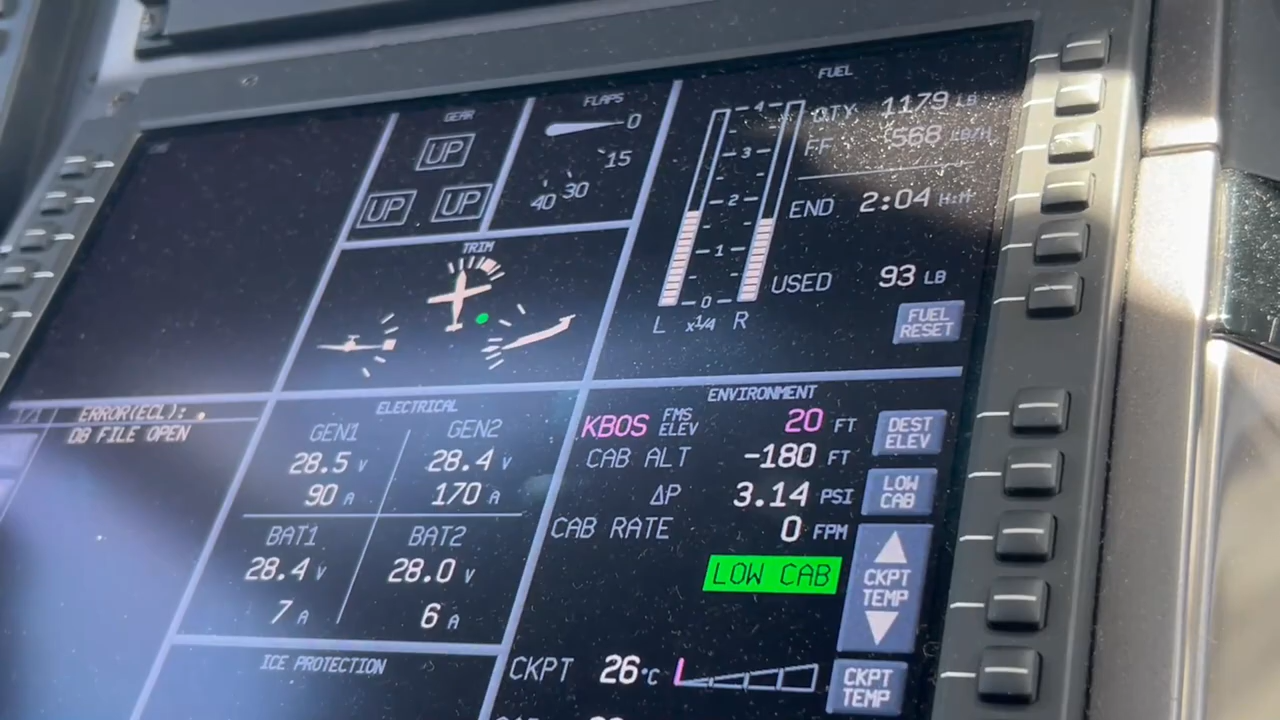 GEAR
UP
UP UP
FLAPS
0
15
30
40
TRIM
FUEL
4
3
2
1
0
L x1/4 R
QTY 1179 LB
FF 568 LB/H
END 2:04 H:M
USED 93 LB
FUEL
RESET
1/1 ERROR(ECL):
DB FILE OPEN
ELECTRICAL
GEN1 GEN2
28.5 V 28.4 V
90 A 170 A
BAT1 BAT2
28.4 V 28.0 V
7 A 6 A
ICE PROTECTION
ENVIRONMENT
KBOS FMS ELEV 20 FT
CAB ALT -180 FT
ΔP 3.14 PSI
CAB RATE 0 FPM
LOW CAB
CKPT 26°C
DEST
ELEV
LOW
CAB
CKPT
TEMP
CKPT
TEMP